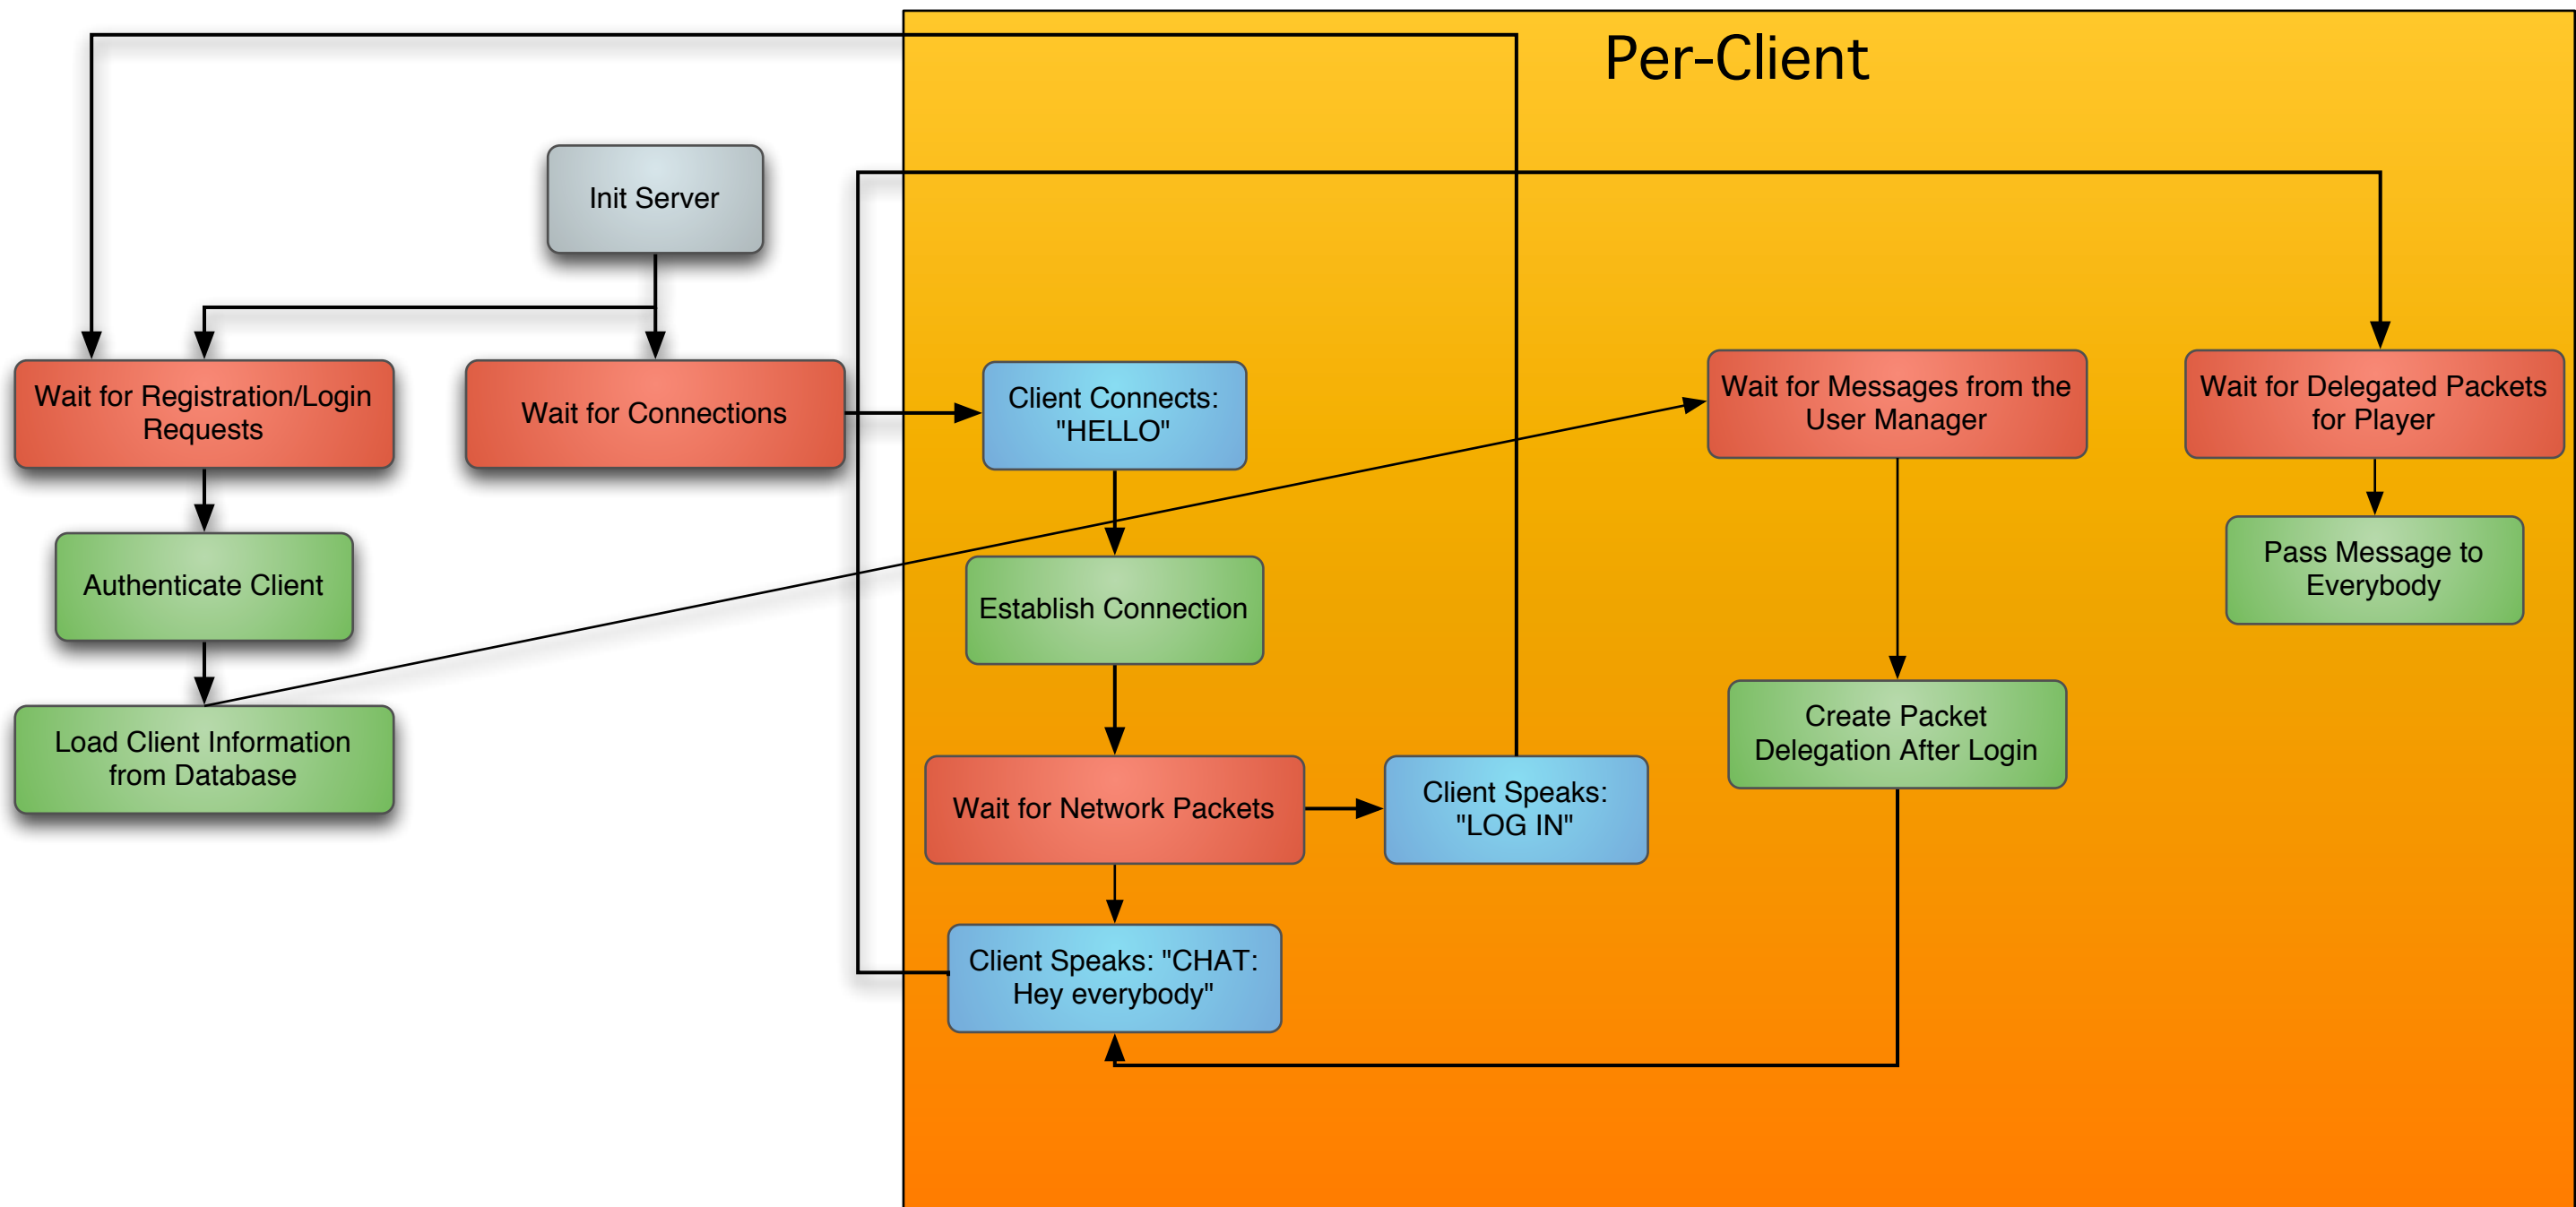 Per-Client
Init Server
Wait for Registration/Login
Requests
Wait for Connections
Client Connects:
"HELLO"
Wait for Messages from the
User Manager
Wait for Delegated Packets
for Player
Authenticate Client
Establish Connection
Pass Message to
Everybody
Load Client Information
from Database
Wait for Network Packets
Client Speaks:
"LOG IN"
Create Packet
Delegation After Login
Client Speaks: "CHAT:
Hey everybody"